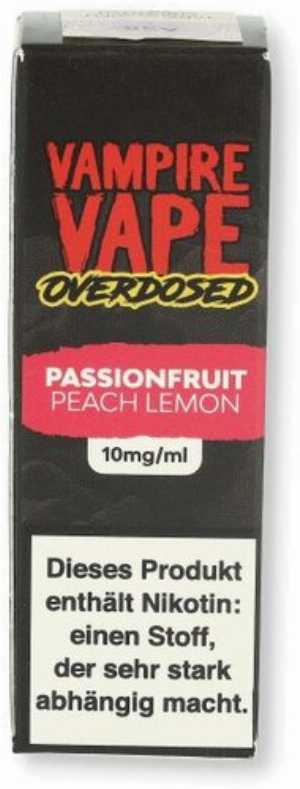 VAMPIRE
VAPE
OVERDOSED
PASSIONFRUIT
PEACH LEMON
10mg/ml
Dieses Produkt
enthält Nikotin:
einen Stoff,
der sehr stark
abhängig macht.